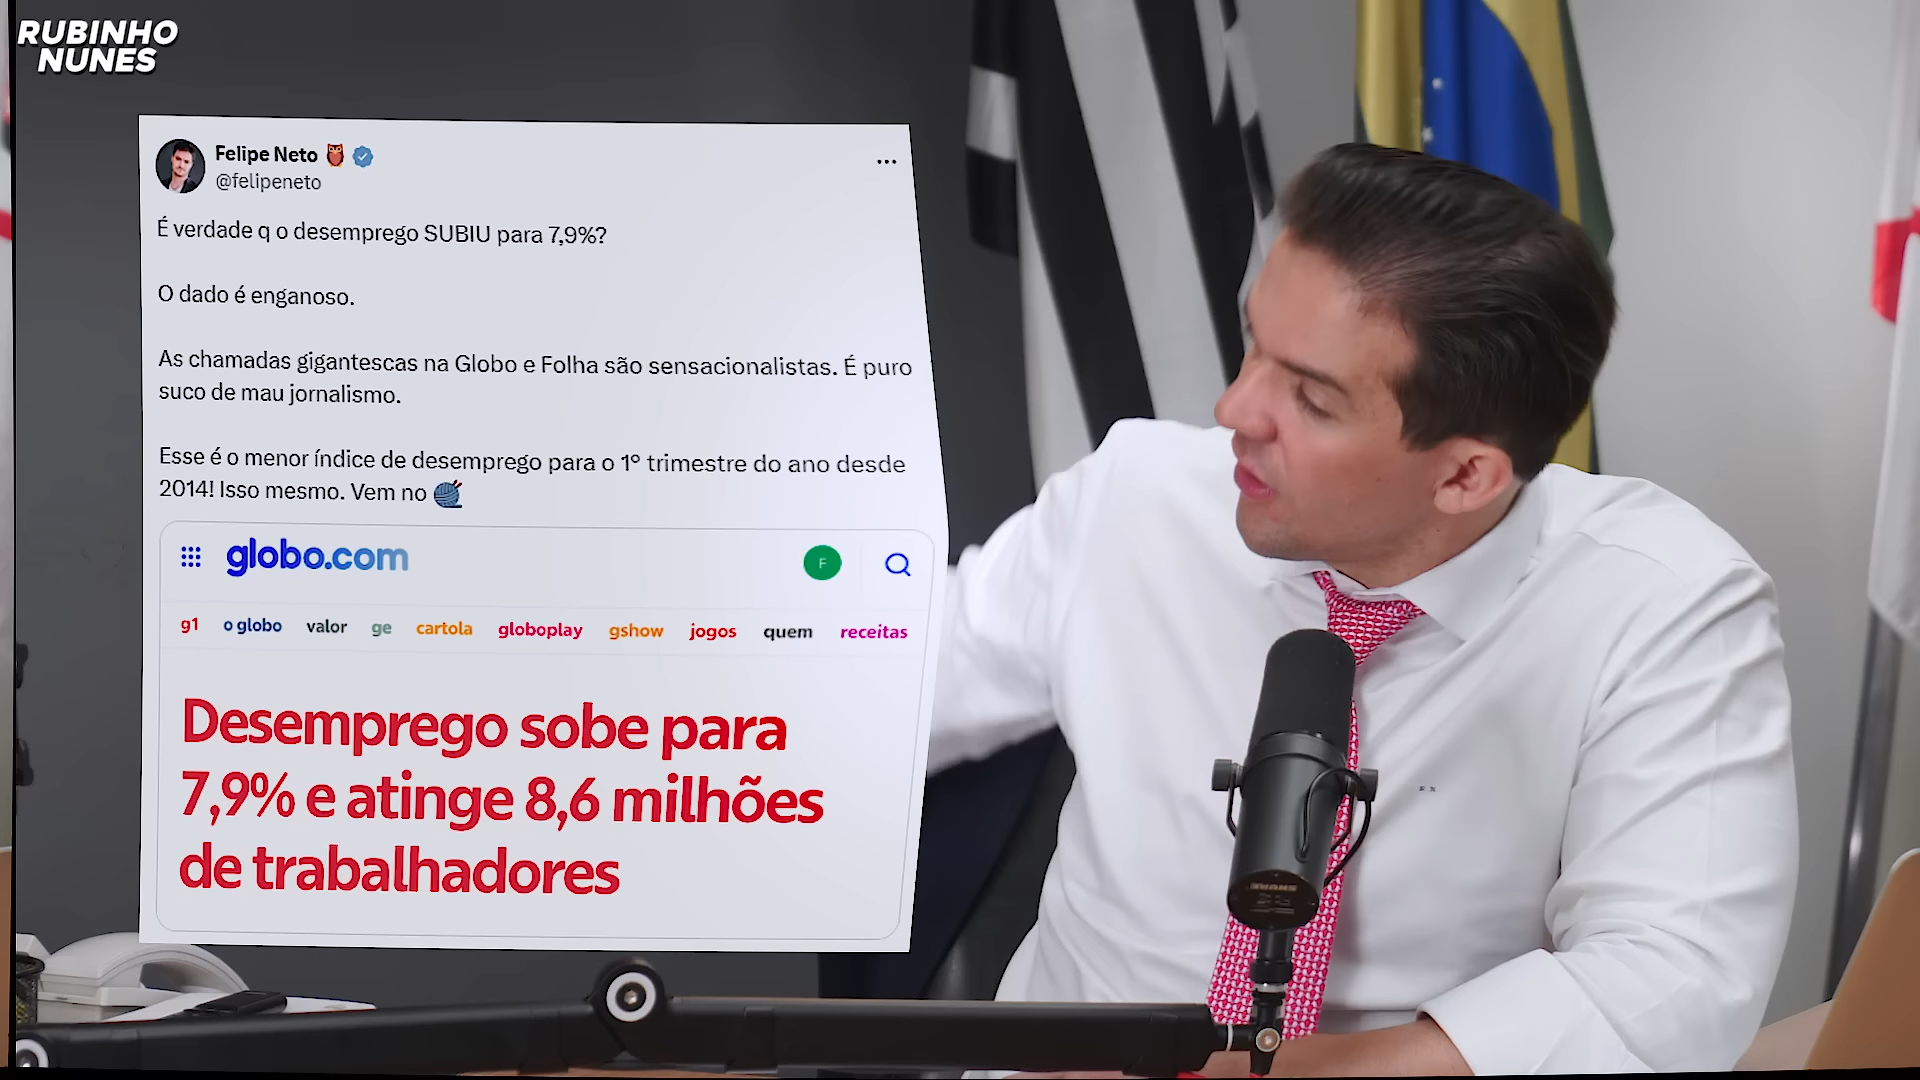 RUBINHO
NUNES
Felipe Neto
@felipeneto
É verdade q o desemprego SUBIU para 7,9%?
O dado é enganoso.
As chamadas gigantescas na Globo e Folha são sensacionalistas. É puro
suco de mau jornalismo.
Esse é o menor índice de desemprego para o 1º trimestre do ano desde
2014! Isso mesmo. Vem no
globo.com
F
g1 o globo valor ge cartola globoplay gshow jogos quem receitas
Desemprego sobe para
7,9% e atinge 8,6 milhões
de trabalhadores